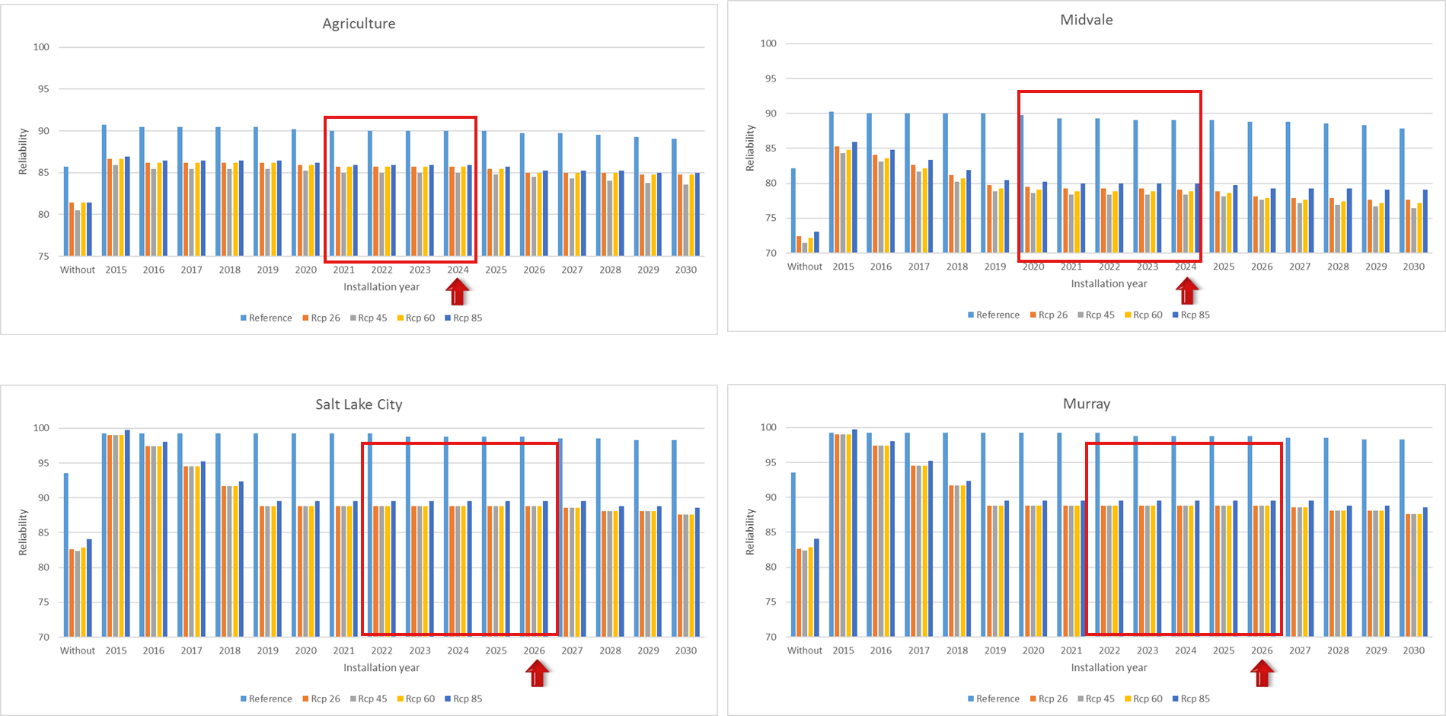 Agriculture
100
95
90
85
80
75
Reliability
Without 2015 2016 2017 2018 2019 2020 2021 2022 2023 2024 2025 2026 2027 2028 2029 2030
Installation year
Reference Rcp 26 Rcp 45 Rcp 60 Rcp 85
Midvale
100
95
90
85
80
75
70
Reliability
Without 2015 2016 2017 2018 2019 2020 2021 2022 2023 2024 2025 2026 2027 2028 2029 2030
Installation year
Reference Rcp 26 Rcp 45 Rcp 60 Rcp 85
Salt Lake City
100
95
90
85
80
75
70
Reliability
Without 2015 2016 2017 2018 2019 2020 2021 2022 2023 2024 2025 2026 2027 2028 2029 2030
Installation year
Reference Rcp 26 Rcp 45 Rcp 60 Rcp 85
Murray
100
95
90
85
80
75
70
Reliability
Without 2015 2016 2017 2018 2019 2020 2021 2022 2023 2024 2025 2026 2027 2028 2029 2030
Installation year
Reference Rcp 26 Rcp 45 Rcp 60 Rcp 85